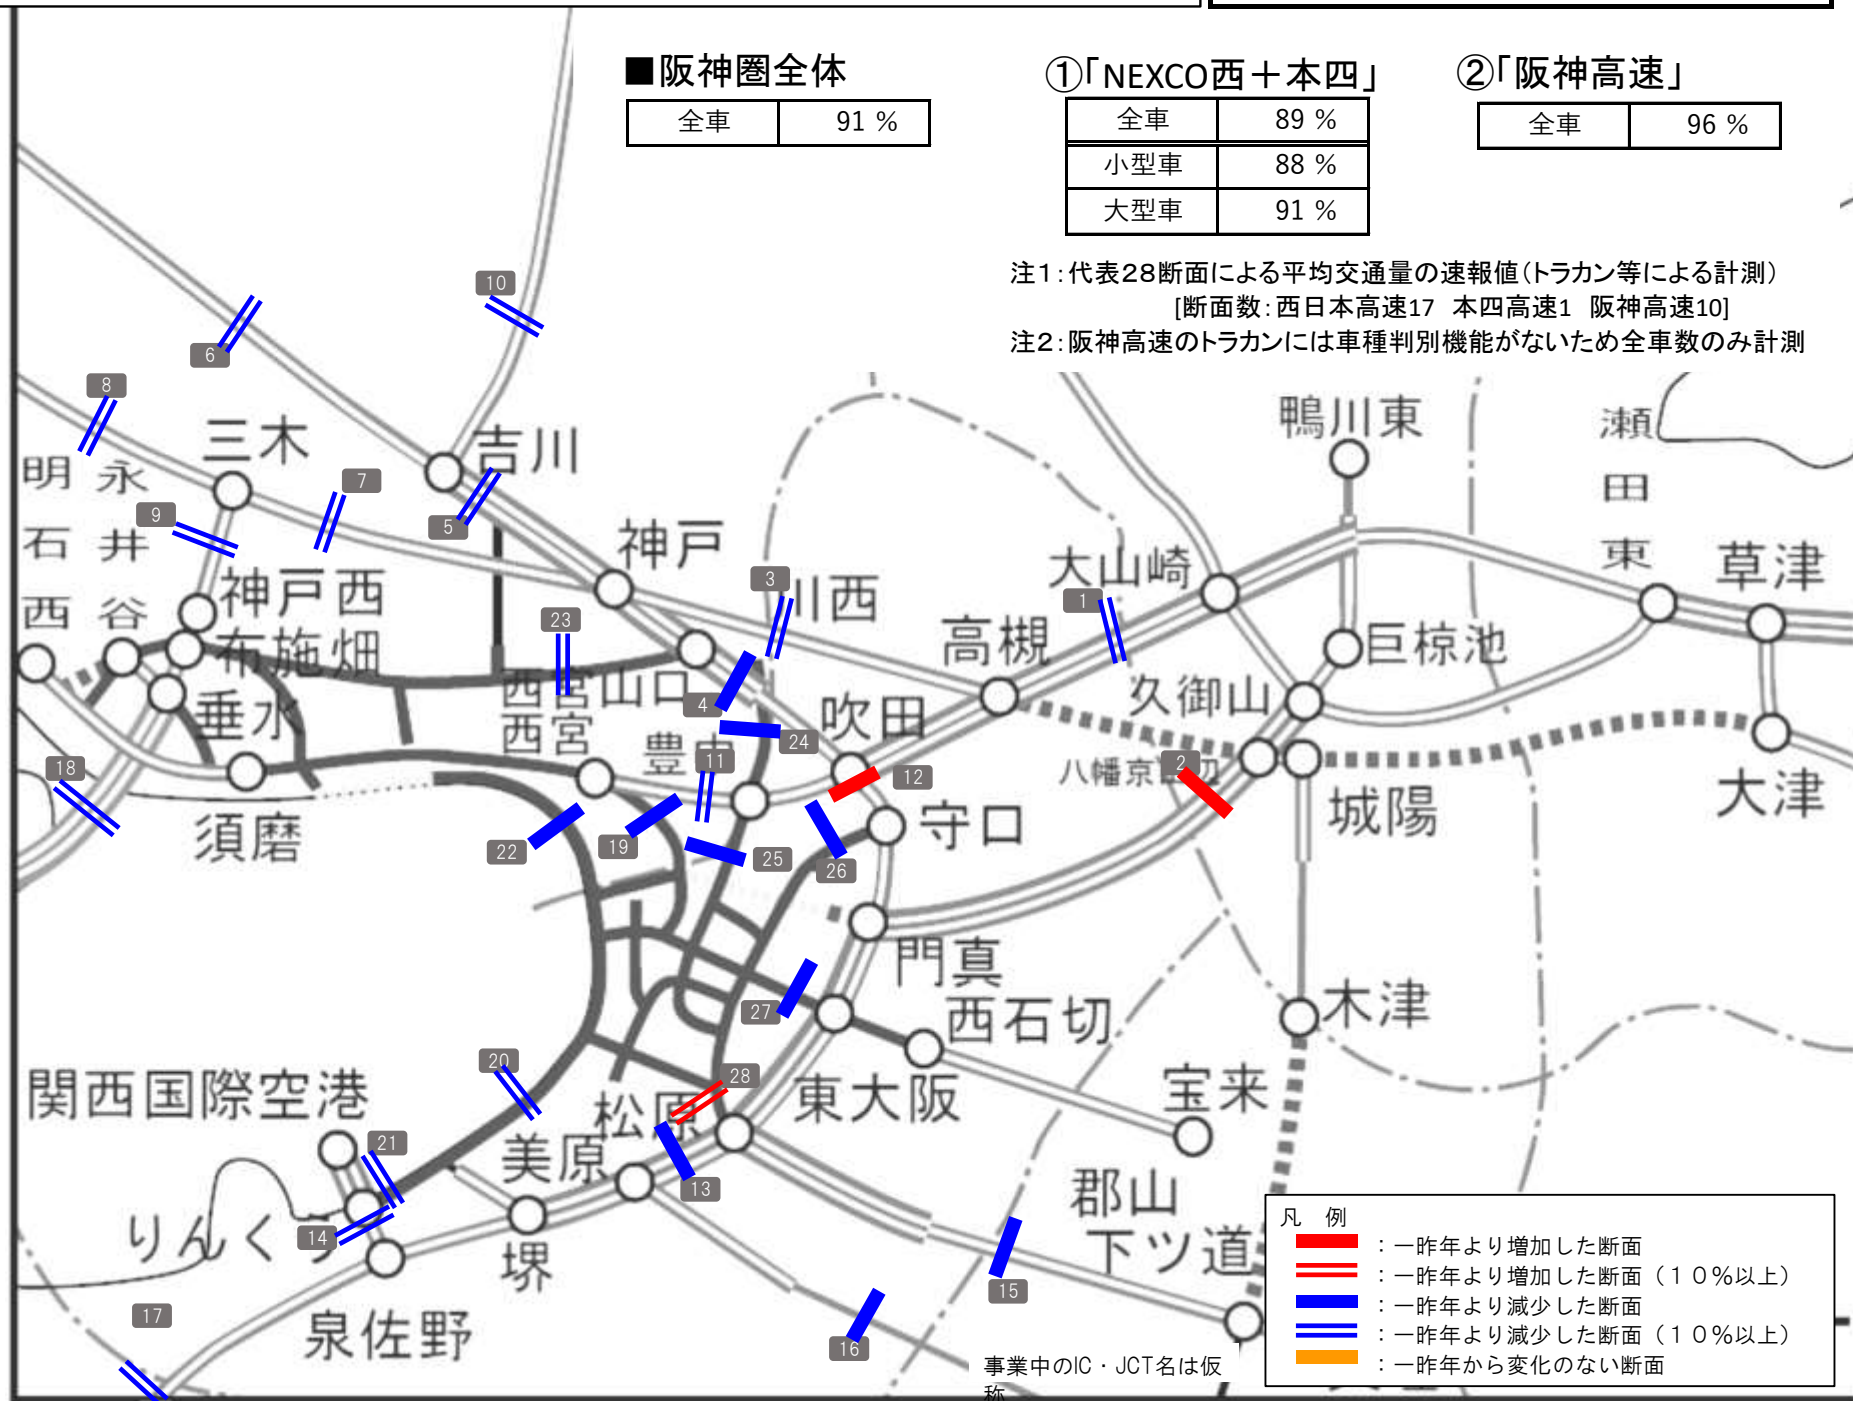 ■阪神圏全体
全車 91 %
①「NEXCO西＋本四」
全車 89 %
小型車 88 %
大型車 91 %
②「阪神高速」
全車 96 %
注１：代表２８断面による平均交通量の速報値（トラカン等による計測）
[断面数：西日本高速17 本四高速1 阪神高速10]
注２：阪神高速のトラカンには車種判別機能がないため全車数のみ計測
10
6
8
三木
吉川
鴨川東
瀬田東
明石西
永井谷
7
9
5
神戸
3
川西
大山崎
1
草津
神戸西
布施畑
23
高槻
巨椋池
久御山
垂水
西宮山口
西宮
4
24
吹田
豊中
11
12
八幡京田辺
2
18
大津
城陽
須磨
22
19
25
26
守口
門真
27
西石切
木津
20
28
関西国際空港
松原
東大阪
宝来
21
美原
13
郡山
下ツ道
りんくう
14
堺
15
17
泉佐野
16
事業中のIC・JCT名は仮
称
凡 例
：一昨年より増加した断面
：一昨年より増加した断面（１０％以上）
：一昨年より減少した断面
：一昨年より減少した断面（１０％以上）
：一昨年から変化のない断面